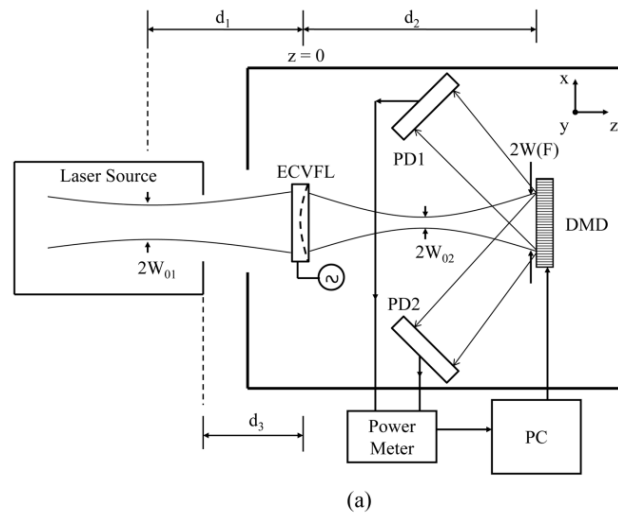 d₁
d₂
z = 0
x
y
z
PD1
2W(F)
Laser Source
ECVFL
DMD
2W₀₁
2W₀₂
PD2
d₃
Power
Meter
PC
(a)